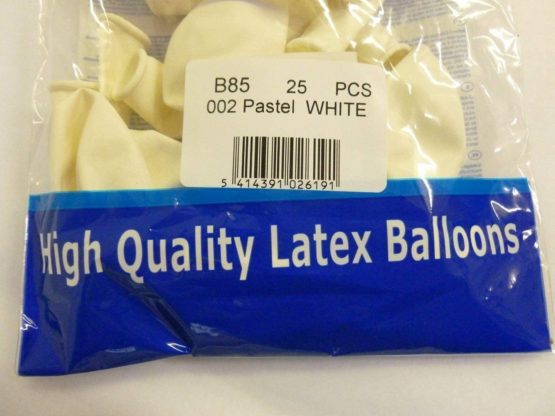 B85 25 PCS
002 Pastel WHITE
5 414391 026191
High Quality Latex Balloons